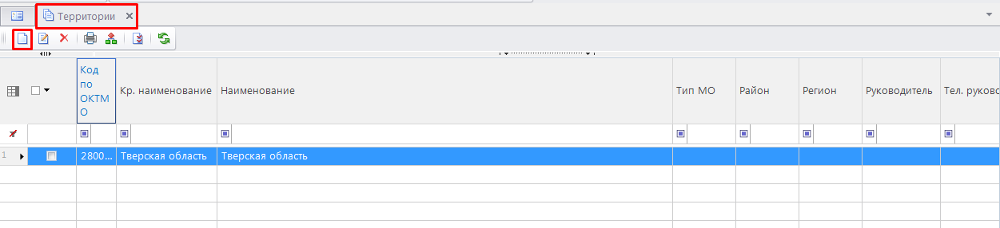 Территории
Код по ОКТМО
Кр. наименование
Наименование
Тип МО
Район
Регион
Руководитель
Тел. руково
1
2800...
Тверская область
Тверская область